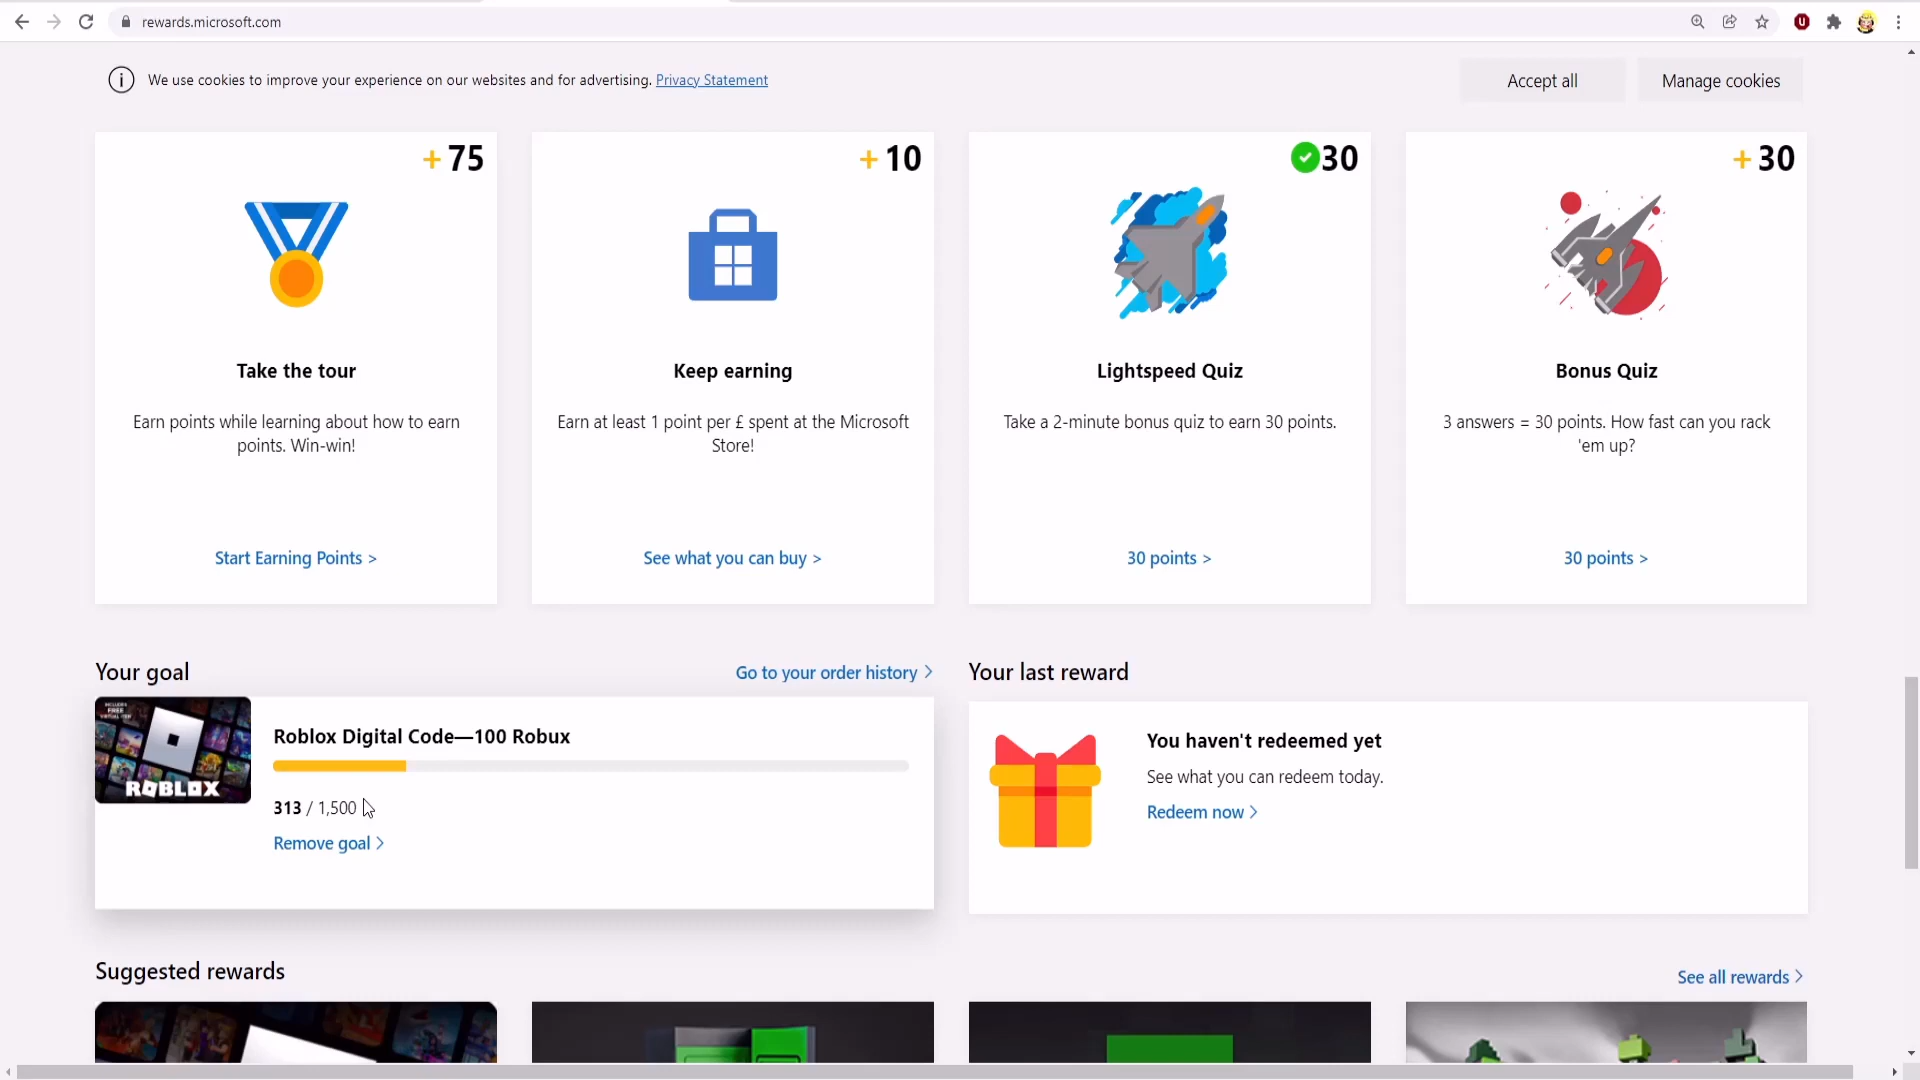 rewards.microsoft.com
We use cookies to improve your experience on our websites and for advertising. Privacy Statement
Accept all
Manage cookies
+ 75
Take the tour
Earn points while learning about how to earn
points. Win-win!
Start Earning Points >
+ 10
Keep earning
Earn at least 1 point per £ spent at the Microsoft
Store!
See what you can buy >
30
Lightspeed Quiz
Take a 2-minute bonus quiz to earn 30 points.
30 points >
+ 30
Bonus Quiz
3 answers = 30 points. How fast can you rack
'em up?
30 points >
Your goal
Go to your order history >
INCLUDES
FREE
VIRTUAL ITEM
ROBLOX
Roblox Digital Code—100 Robux
313 / 1,500
Remove goal >
Your last reward
You haven't redeemed yet
See what you can redeem today.
Redeem now >
Suggested rewards
See all rewards >